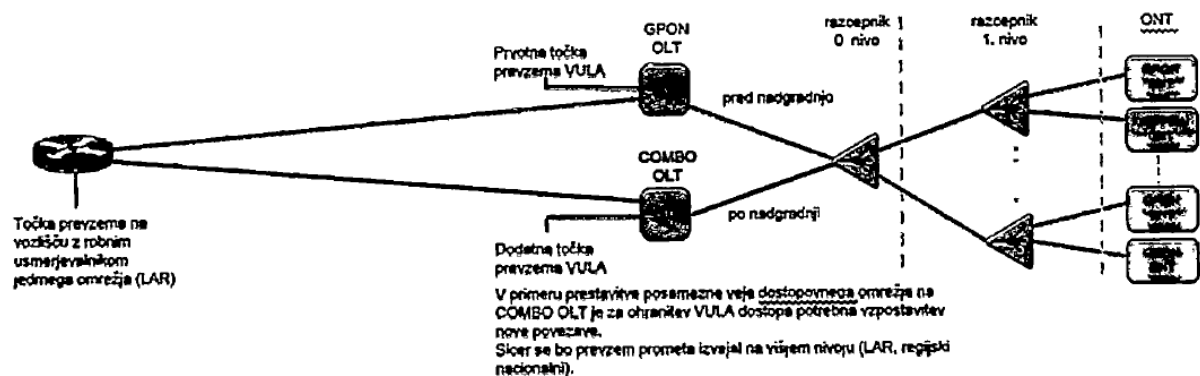 GPON
OLT
razcepnik
0. nivo
razcepnik
1. nivo
ONT
Prvotna točka
prevzema VULA
pred nadgradnjo
COMBO
OLT
po nadgradnji
Točka prevzema na
vozlišču z robnim
usmerjevalnikom
jedrnega omrežja (LAR)
Dodatna točka
prevzema VULA
V primeru prestavitve posamezne veje dostopovnega omrežja na
COMBO OLT je za ohranitev VULA dostopa potrebna vzpostavitev
nove povezave.
Sicer se bo prevzem prometa izvajal na višjem nivoju (LAR, regijski
nacionalni).